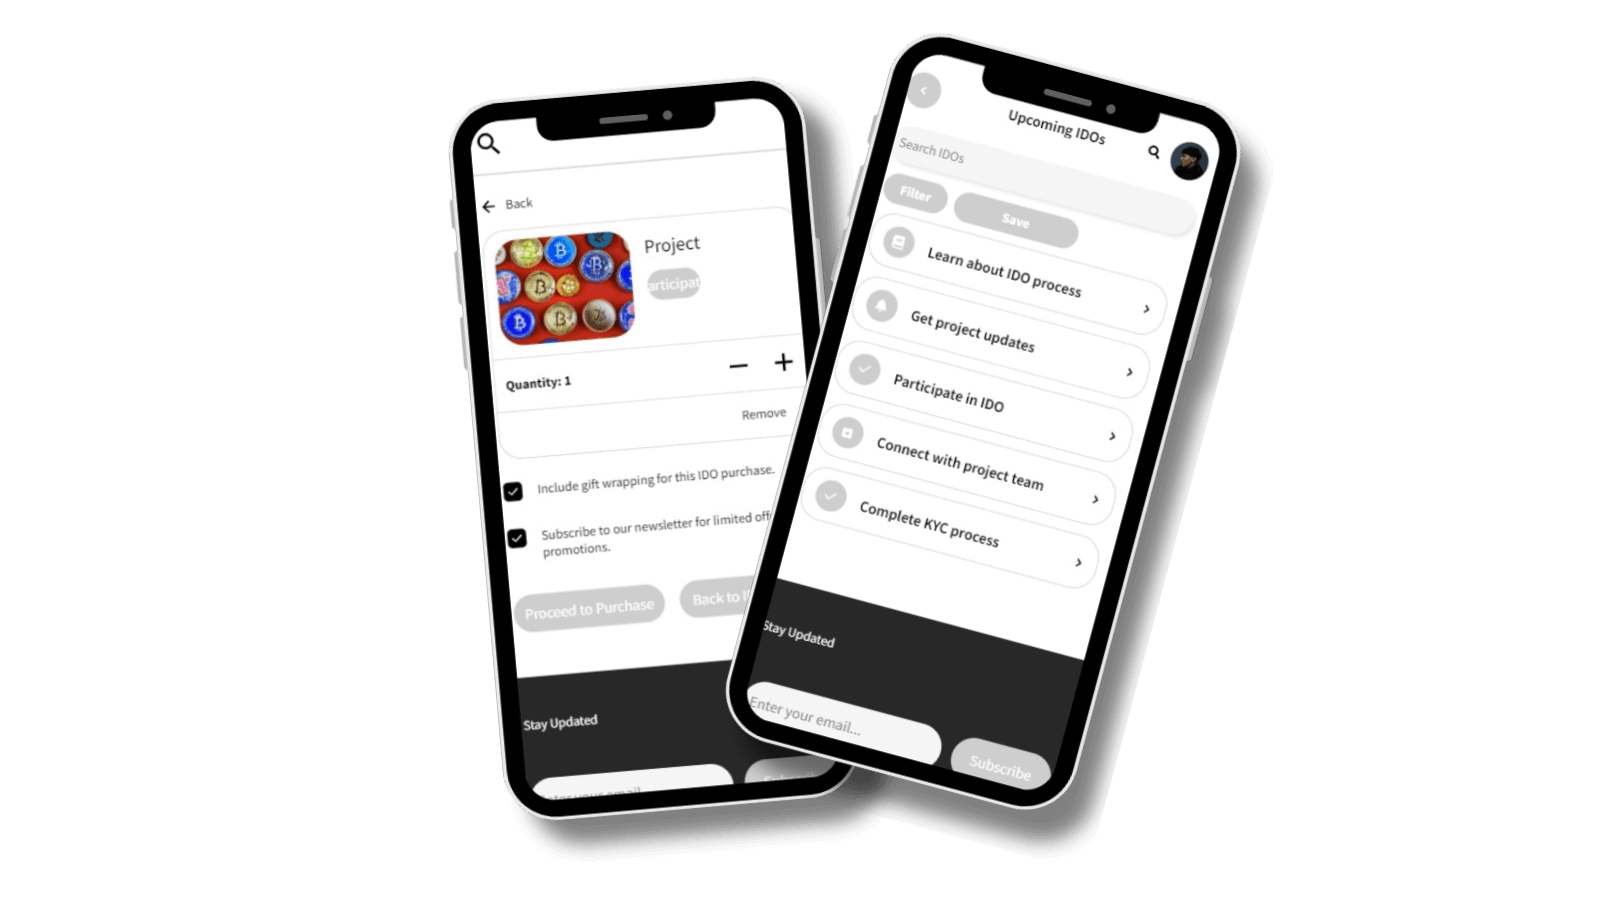 Back
Project
articipat
Quantity: 1
Remove
Include gift wrapping for this IDO purchase.
Subscribe to our newsletter for limited off
promotions.
Proceed to Purchase
Back to I
Stay Updated
Upcoming IDOs
Search IDOs
Filter
Save
Learn about IDO process
Get project updates
Participate in IDO
Connect with project team
Complete KYC process
Stay Updated
Enter your email...
Subscribe